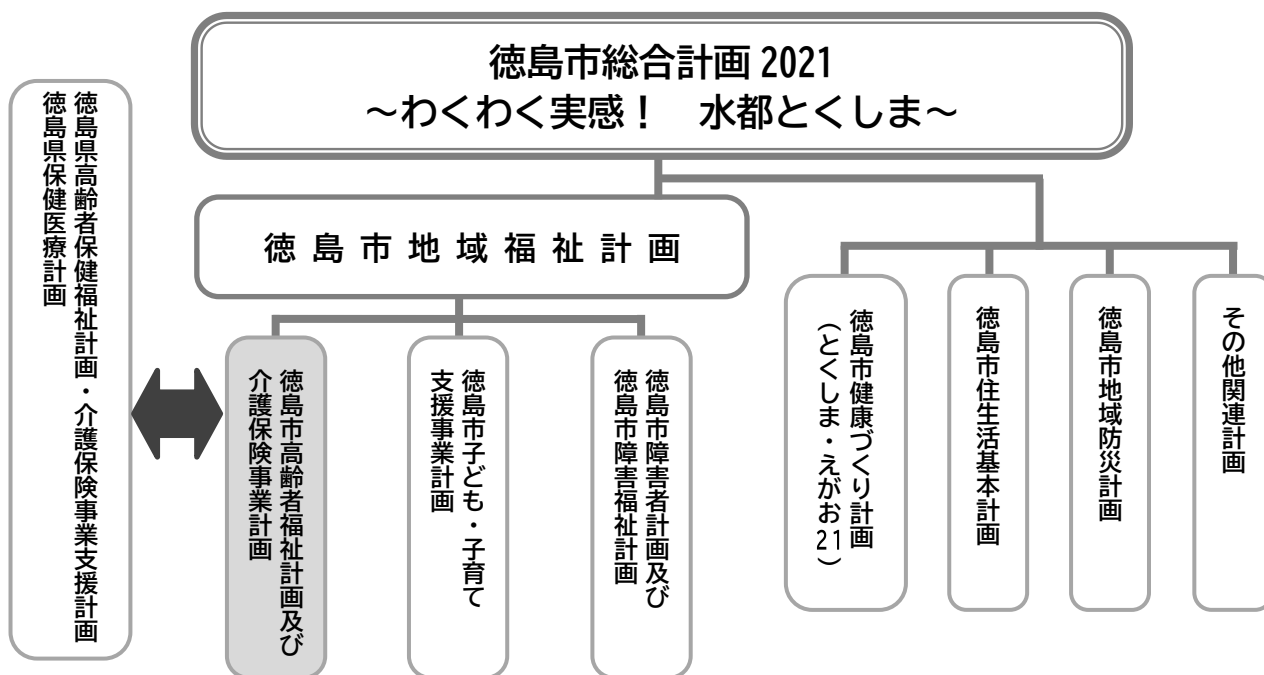 徳島市総合計画 2021
～わくわく実感！　水都とくしま～
徳島県高齢者保健福祉計画・介護保険事業支援計画
徳島県保健医療計画
徳島市地域福祉計画
徳島市高齢者福祉計画及び
介護保険事業計画
徳島市子ども・子育て
支援事業計画
徳島市障害者計画及び
徳島市障害福祉計画
徳島市健康づくり計画
（とくしま・えがお21）
徳島市住生活基本計画
徳島市地域防災計画
その他関連計画